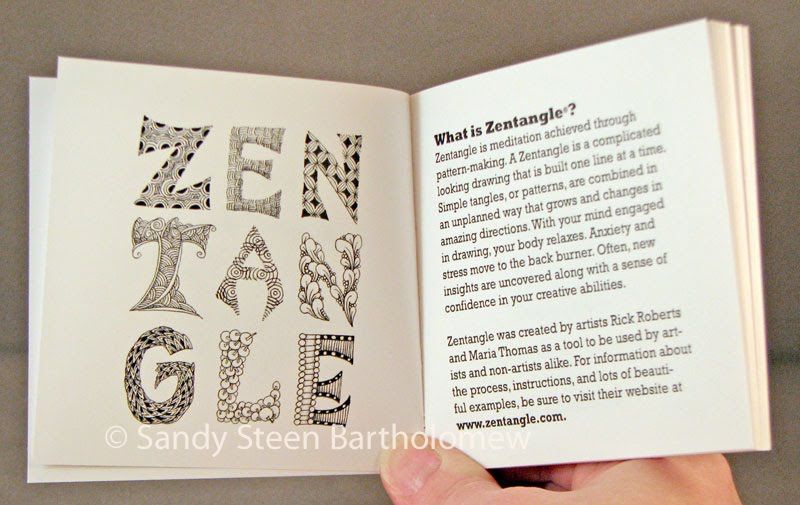 ZEN
TAN
GLE
© Sandy Steen Bartholomew
What is Zentangle®?
Zentangle is meditation achieved through
pattern-making. A Zentangle is a complicated
looking drawing that is built one line at a time.
Simple tangles, or patterns, are combined in
an unplanned way that grows and changes in
amazing directions. With your mind engaged
in drawing, your body relaxes. Anxiety and
stress move to the back burner. Often, new
insights are uncovered along with a sense of
confidence in your creative abilities.
Zentangle was created by artists Rick Roberts
and Maria Thomas as a tool to be used by art-
ists and non-artists alike. For information about
the process, instructions, and lots of beauti-
ful examples, be sure to visit their website at
www.zentangle.com.